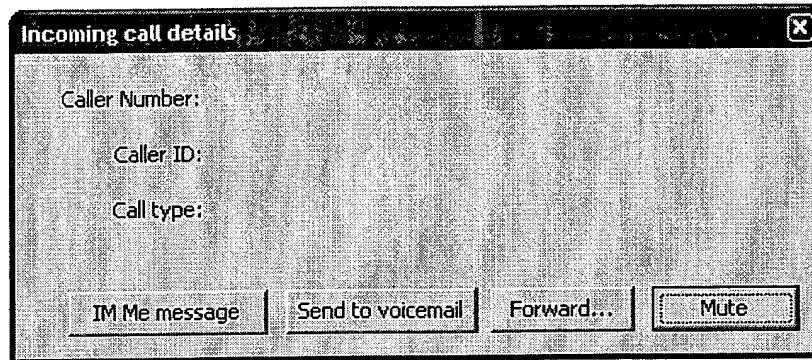 Incoming call details
Caller Number:
Caller ID:
Call type:
IM Me message Send to voicemail Forward... Mute